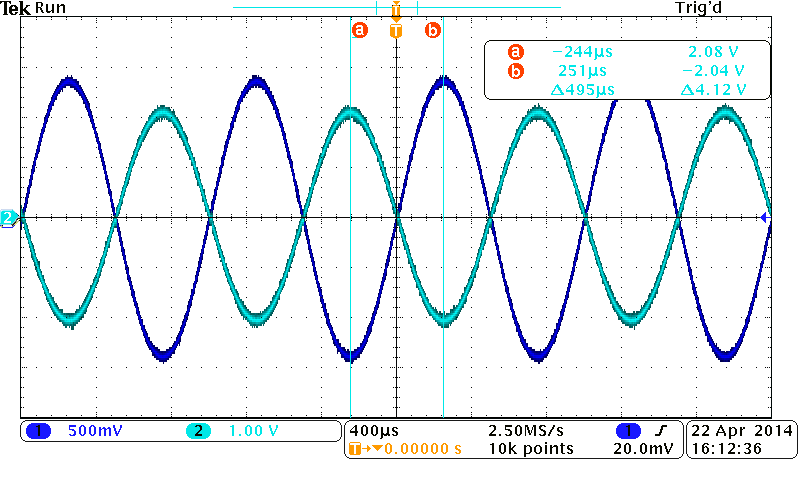 Tek Run Trig'd
T
a T b
a −244µs 2.08 V
b 251µs −2.04 V
Δ495µs Δ4.12 V
2
1 500mV 2 1.00 V 400µs 2.50MS/s 1 22 Apr 2014
T→▼0.00000 s 10k points 20.0mV 16:12:36